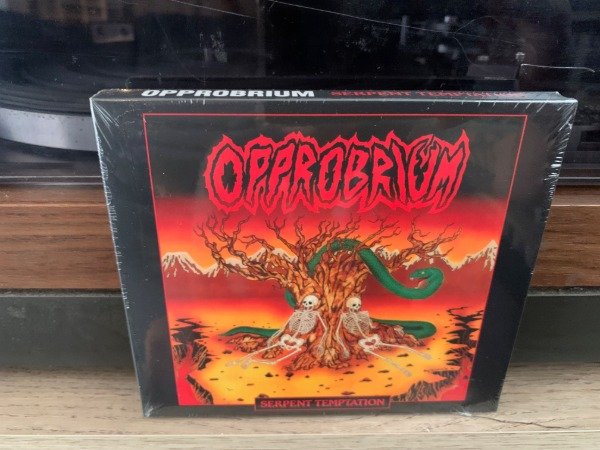 OPPROBRIUM SERPENT TEMPTATION
OPPROBRIUM
SERPENT TEMPTATION